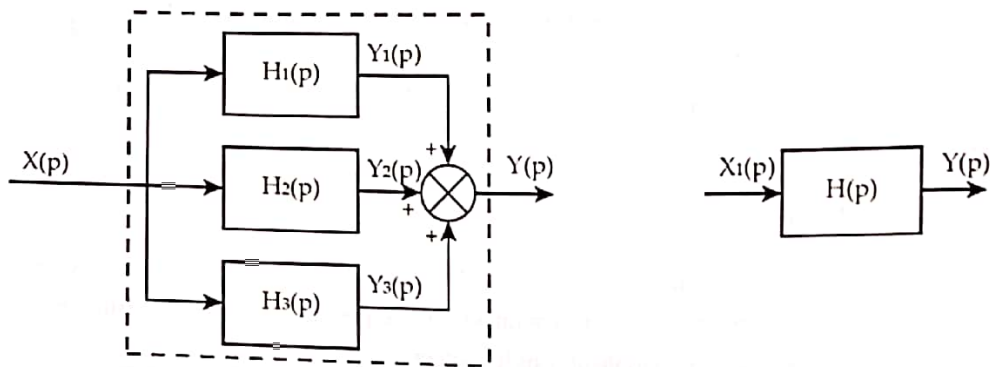 H₁(p)
Y₁(p)
+
X(p)
H₂(p)
Y₂(p)
+
Y(p)
+
H₃(p)
Y₃(p)
X₁(p)
H(p)
Y(p)